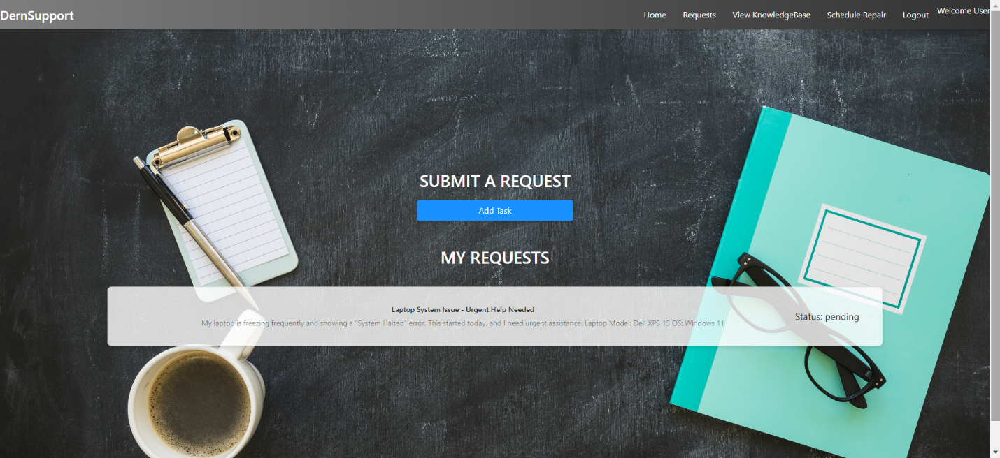 DernSupport
Home Requests View KnowledgeBase Schedule Repair Logout Welcome User
SUBMIT A REQUEST
Add Task
MY REQUESTS
Laptop System Issue - Urgent Help Needed
My laptop is freezing frequently and showing a "System Halted" error. This started today. and I need urgent assistance. Laptop Model: Dell XPS 15 OS: Windows 11
Status: pending